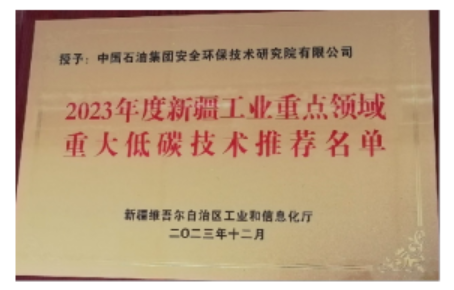 授予：中国石油集团安全环保技术研究院有限公司
2023年度新疆工业重点领域
重大低碳技术推荐名单
新疆维吾尔自治区工业和信息化厅
二〇二三年十二月